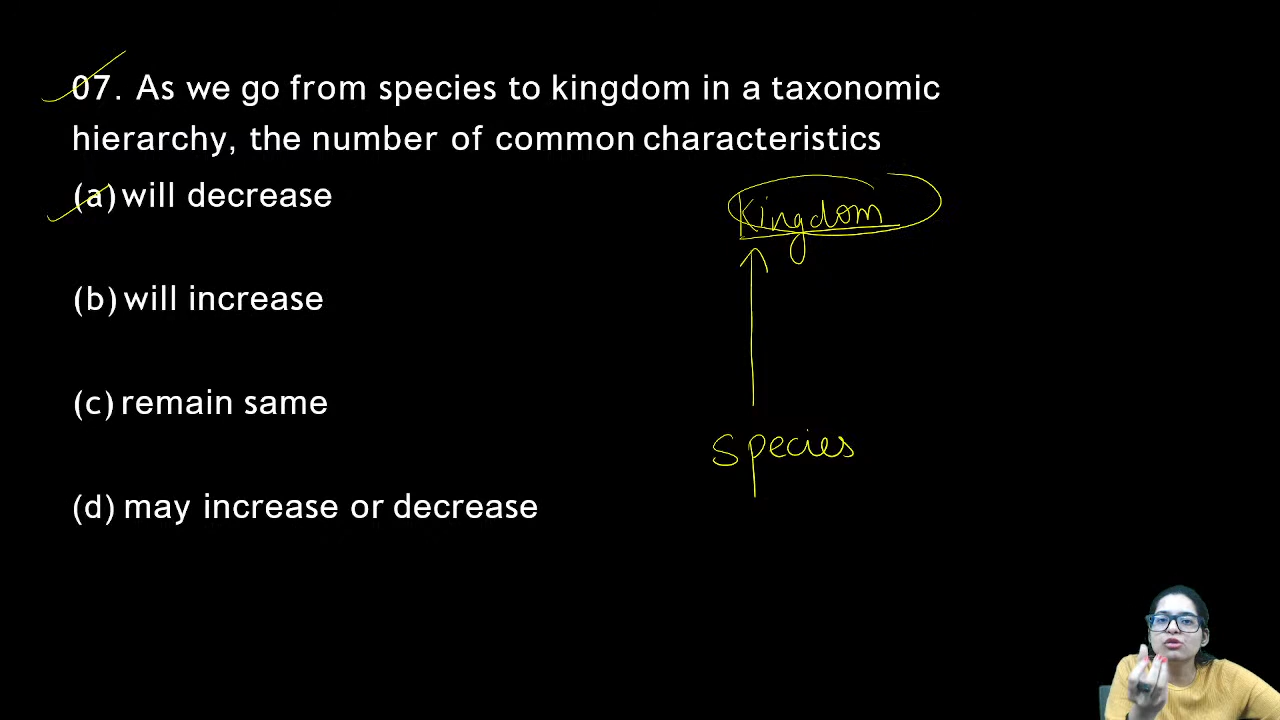 07. As we go from species to kingdom in a taxonomic
hierarchy, the number of common characteristics
(a) will decrease
Kingdom
(b) will increase
(c) remain same
species
(d) may increase or decrease